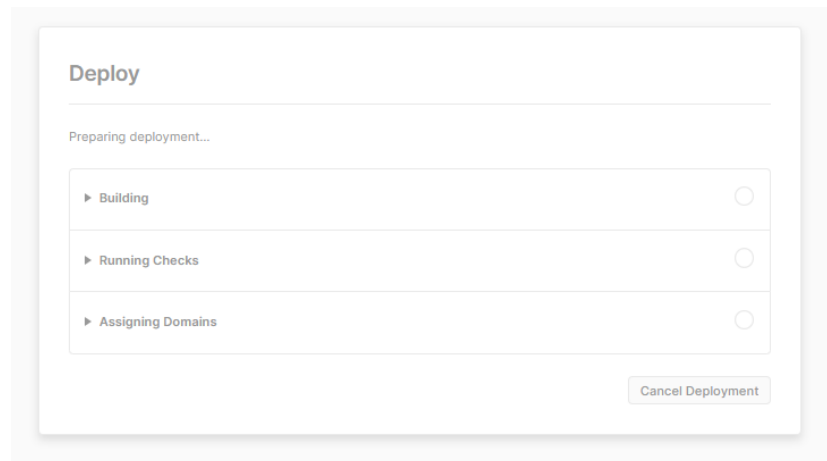 Deploy
Preparing deployment...
Building
Running Checks
Assigning Domains
Cancel Deployment